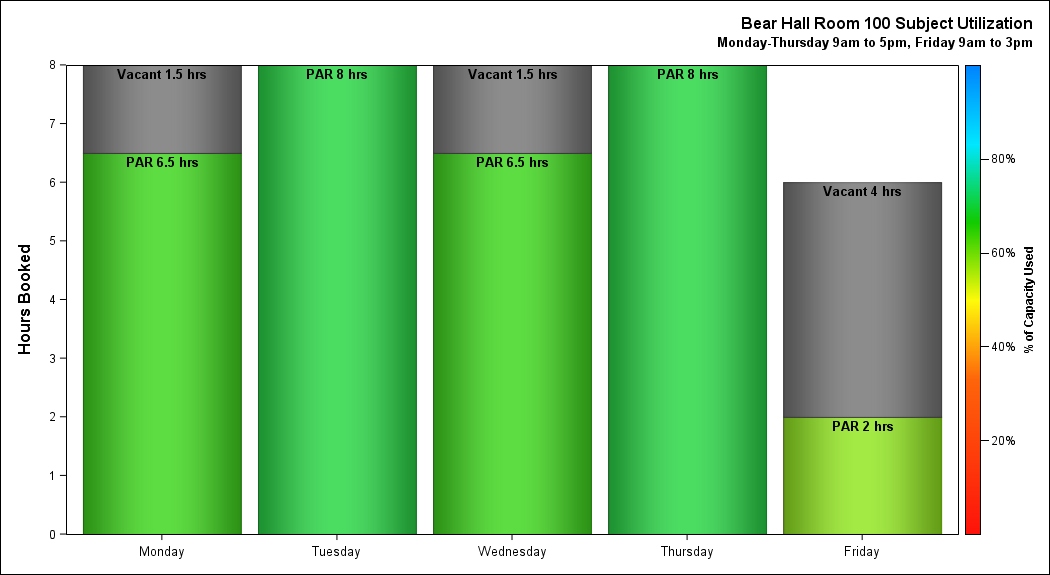 Bear Hall Room 100 Subject Utilization
Monday-Thursday 9am to 5pm, Friday 9am to 3pm
Hours Booked
8
7
6
5
4
3
2
1
0
Vacant 1.5 hrs
PAR 6.5 hrs
PAR 8 hrs
Vacant 1.5 hrs
PAR 6.5 hrs
PAR 8 hrs
Vacant 4 hrs
PAR 2 hrs
Monday
Tuesday
Wednesday
Thursday
Friday
80%
60%
40%
20%
% of Capacity Used